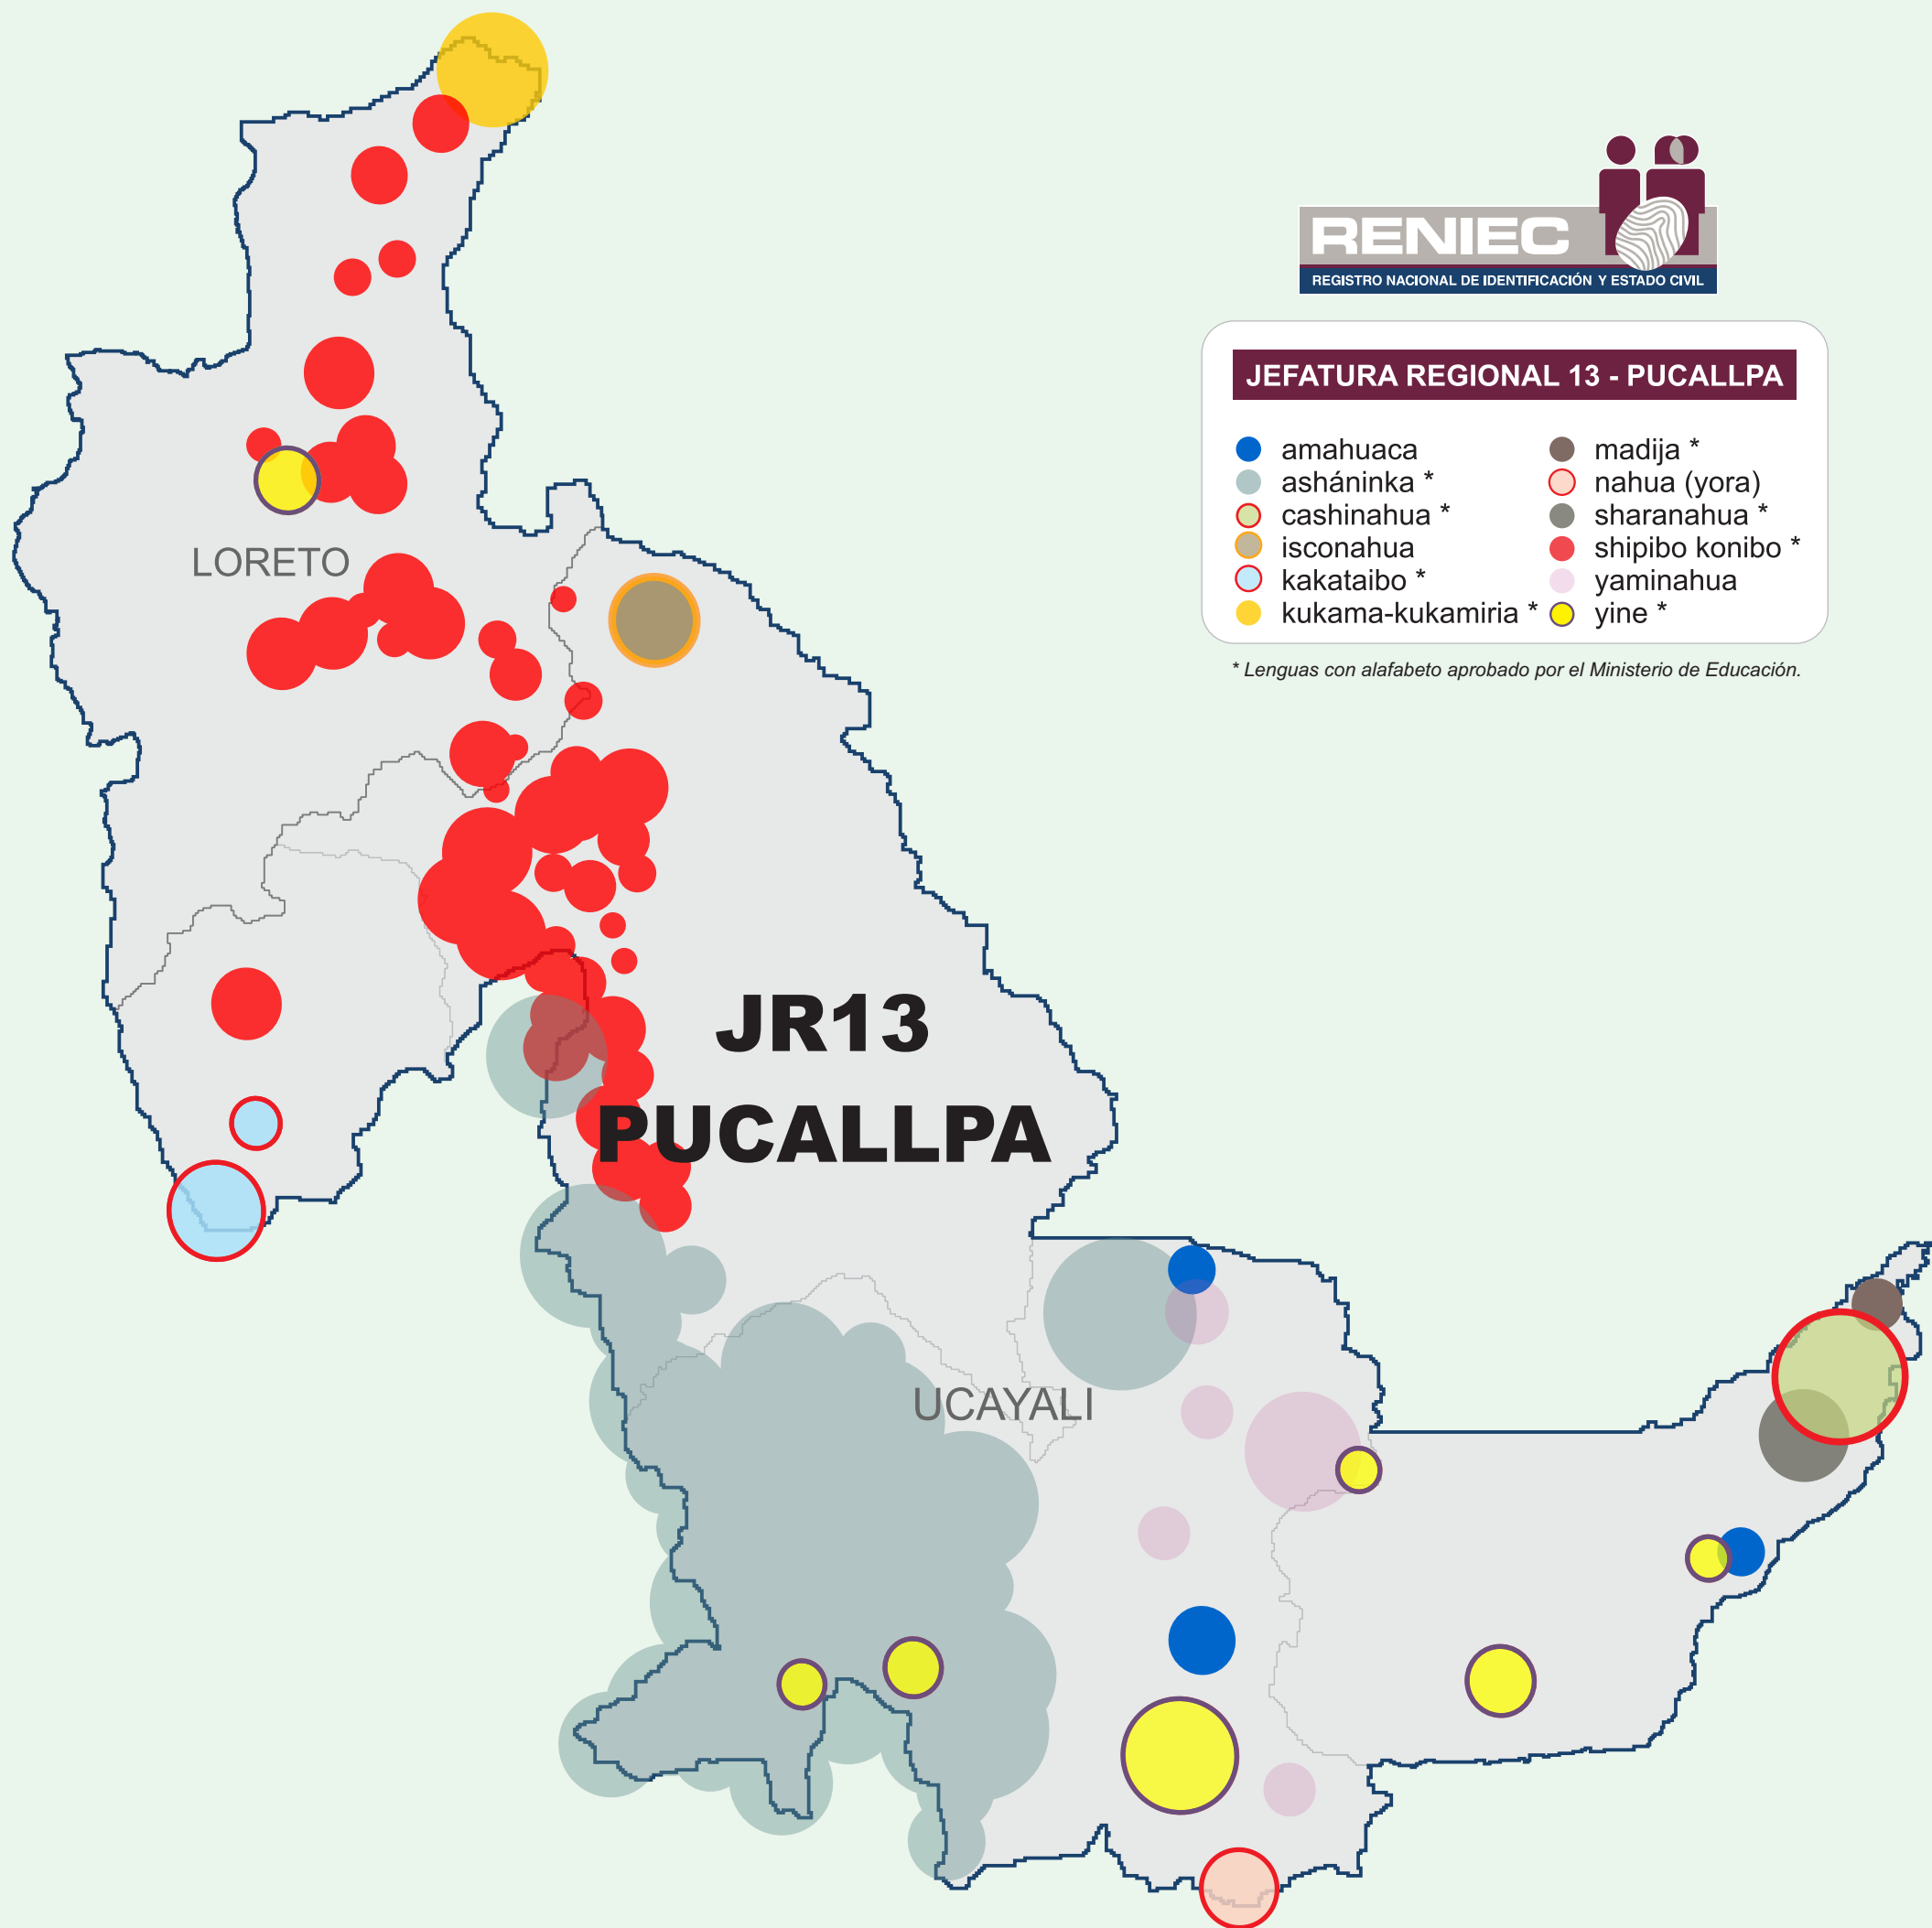 RENIEC
REGISTRO NACIONAL DE IDENTIFICACIÓN Y ESTADO CIVIL
JEFATURA REGIONAL 13 - PUCALLPA
amahuaca
asháninka *
cashinahua *
isconahua
kakataibo *
kukama-kukamiria *
madija *
nahua (yora)
sharanahua *
shipibo konibo *
yaminahua
yine *
* Lenguas con alafabeto aprobado por el Ministerio de Educación.
LORETO
JR13
PUCALLPA
UCAYALI